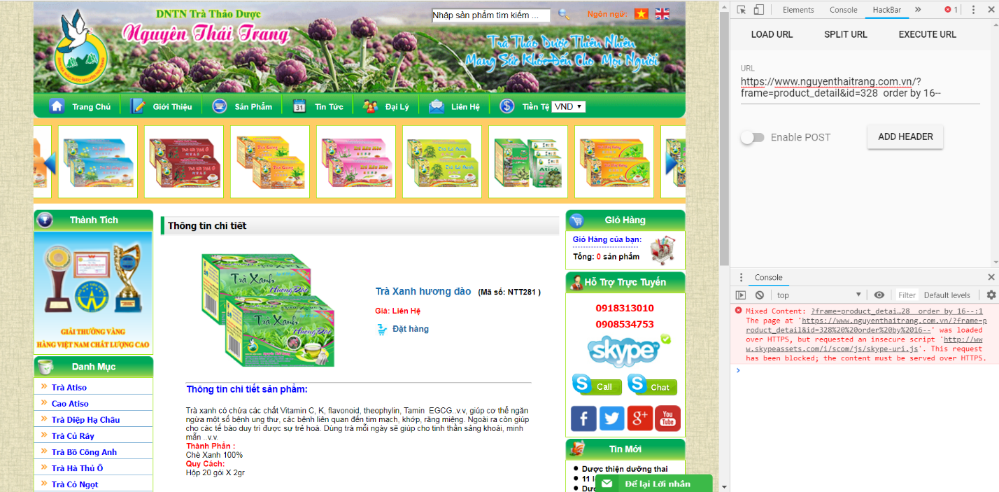 DNTN Trà Thảo Dược
Nguyên Thái Trang
Nhập sản phẩm tìm kiếm ...
Ngôn ngữ:
Trà Thảo Dược Thiên Nhiên
Mang Sức Khỏe Đến Cho Mọi Người
Trang Chủ
Giới Thiệu
Sản Phẩm
31
Tin Tức
Đại Lý
Liên Hệ
$
Tiền Tệ
VND
Thành Tích
GIẢI THƯỞNG VÀNG
HÀNG VIỆT NAM CHẤT LƯỢNG CAO
Danh Mục
Trà Atiso
Cao Atiso
Trà Diệp Hạ Châu
Trà Củ Ráy
Trà Bồ Công Anh
Trà Hà Thủ Ô
Trà Cỏ Ngọt
Thông tin chi tiết
Trà Xanh
Hương Đào
Trà Xanh
Hương Đào
Trà Xanh hương đào (Mã số: NTT281 )
Giá: Liên Hệ
Đặt hàng
Thông tin chi tiết sản phẩm:
Trà xanh có chứa các chất Vitamin C, K, flavonoid, theophylin, Tamin EGCG..v.v, giúp cơ thể ngăn
ngừa một số bệnh ung thư, các bệnh liên quan đến tim mạch, khớp, răng miệng. Ngoài ra còn giúp
cho các tế bào duy trì được sự trẻ hoá. Dùng trà mỗi ngày sẽ giúp cho tinh thần sảng khoái, minh
mẫn ..v.v.
Thành Phần :
Chè Xanh 100%
Quy Cách:
Hộp 20 gói X 2gr
Giỏ Hàng
Giỏ Hàng của bạn:
Tổng: 0 sản phẩm
Hỗ Trợ Trực Tuyến
0918313010
0908534753
skype
Call
Chat
f
g+
You
Tube
Tin Mới
Dược thiện dưỡng thai
Để lại Lời nhắn
Elements
Console
HackBar
1
LOAD URL
SPLIT URL
EXECUTE URL
URL
https://www.nguyenthaitrang.com.vn/?
frame=product_detail&id=328  order by 16--
Enable POST
ADD HEADER
Console
top
Filter
Default levels
Mixed Content: ?frame=product_detai…28  order by 16--:1
The page at 'https://www.nguyenthaitrang.com.vn/?frame=p
roduct_detail&id=328%20%20order%20by%2016--' was loaded
over HTTPS, but requested an insecure script 'http://ww
w.skypeassets.com/i/scom/js/skype-uri.js'. This request
has been blocked; the content must be served over HTTPS.